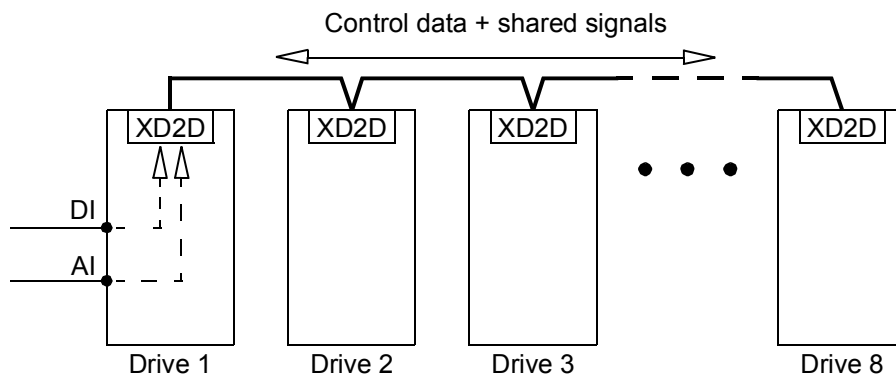 Control data + shared signals
XD2D XD2D XD2D XD2D
DI
AI
Drive 1 Drive 2 Drive 3 Drive 8